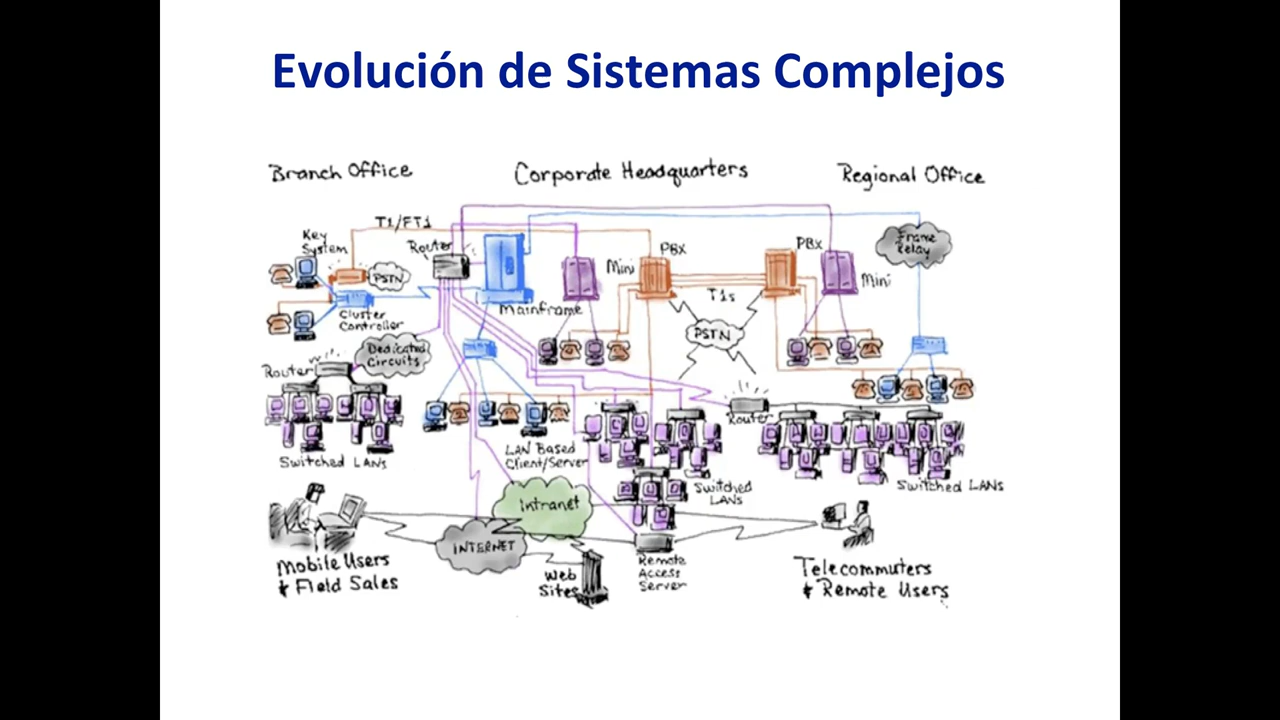 Evolución de Sistemas Complejos
Branch Office
Corporate Headquarters
Regional Office
T1/FT1
Key
System
Router
PBX
PBX
Frame
Relay
PSTN
Mini
Mini
T1s
Mainframe
Cluster
Controller
PSTN
Dedicated
Circuits
Router
Router
LAN Based
Client/Server
Switched LANs
Switched
LANs
Switched LANs
Intranet
INTERNET
Mobile Users
& Field Sales
Web
Sites
Remote
Access
Server
Telecommuters
& Remote Users